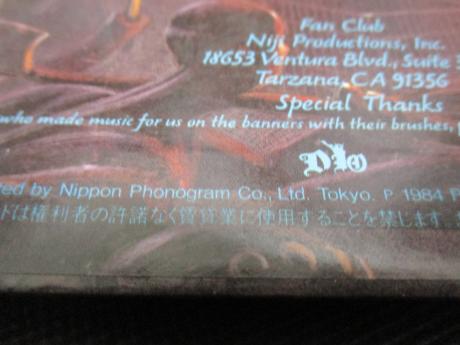 Fan Club
Niji Productions, Inc.
18653 Ventura Blvd., Suite
Tarzana, CA 91356
Special Thanks
who made music for us on the banners with their brushes,
DIO
ted by Nippon Phonogram Co., Ltd. Tokyo. P 1984 P
ドは権利者の許諾なく賃貸業に使用することを禁じます。